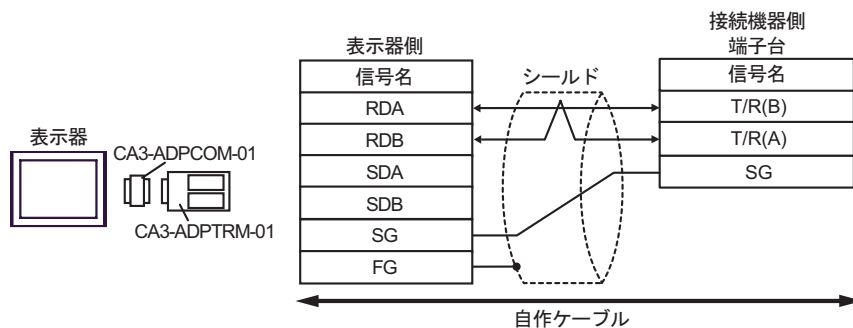 表示器
CA3-ADPCOM-01
CA3-ADPTRM-01
表示器側
信号名
RDA
RDB
SDA
SDB
SG
FG
シールド
接続機器側
端子台
信号名
T/R(B)
T/R(A)
SG
自作ケーブル